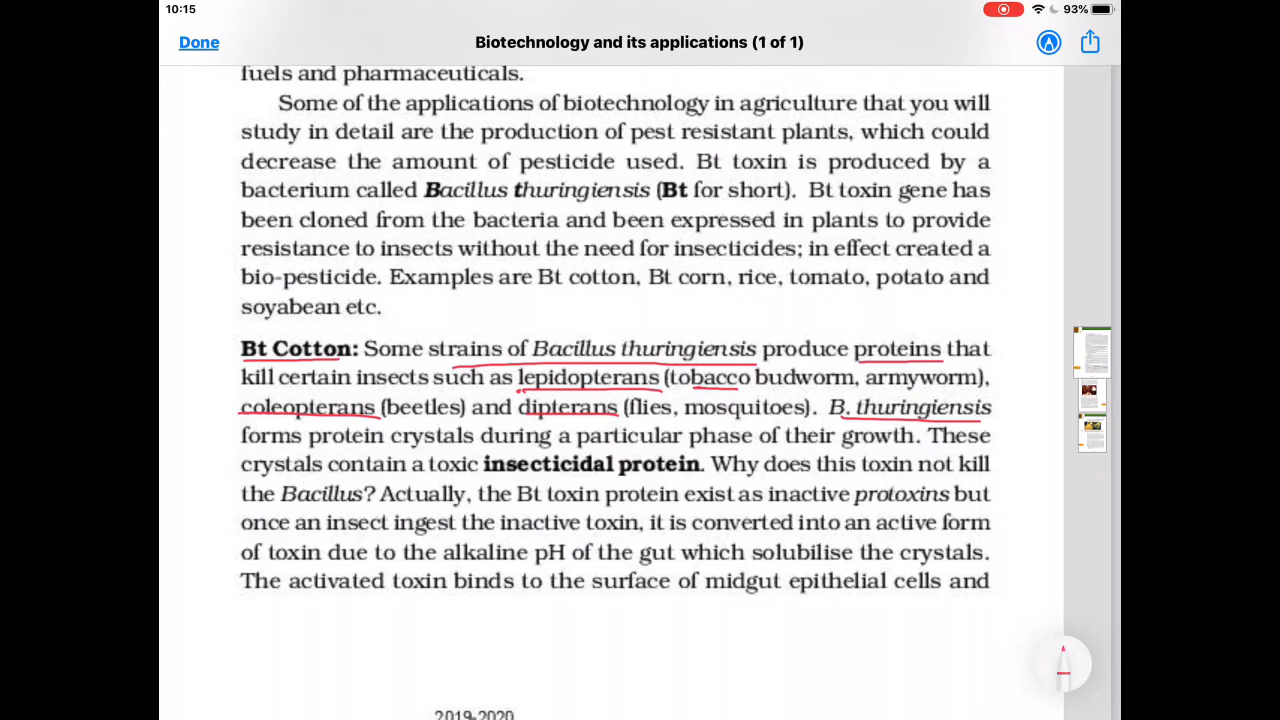 10:15
93%
Done
Biotechnology and its applications (1 of 1)
fuels and pharmaceuticals.
Some of the applications of biotechnology in agriculture that you will
study in detail are the production of pest resistant plants, which could
decrease the amount of pesticide used. Bt toxin is produced by a
bacterium called Bacillus thuringiensis (Bt for short). Bt toxin gene has
been cloned from the bacteria and been expressed in plants to provide
resistance to insects without the need for insecticides; in effect created a
bio-pesticide. Examples are Bt cotton, Bt corn, rice, tomato, potato and
soyabean etc.
Bt Cotton: Some strains of Bacillus thuringiensis produce proteins that
kill certain insects such as lepidopterans (tobacco budworm, armyworm),
coleopterans (beetles) and dipterans (flies, mosquitoes). B. thuringiensis
forms protein crystals during a particular phase of their growth. These
crystals contain a toxic insecticidal protein. Why does this toxin not kill
the Bacillus? Actually, the Bt toxin protein exist as inactive protoxins but
once an insect ingest the inactive toxin, it is converted into an active form
of toxin due to the alkaline pH of the gut which solubilise the crystals.
The activated toxin binds to the surface of midgut epithelial cells and
2019-2020